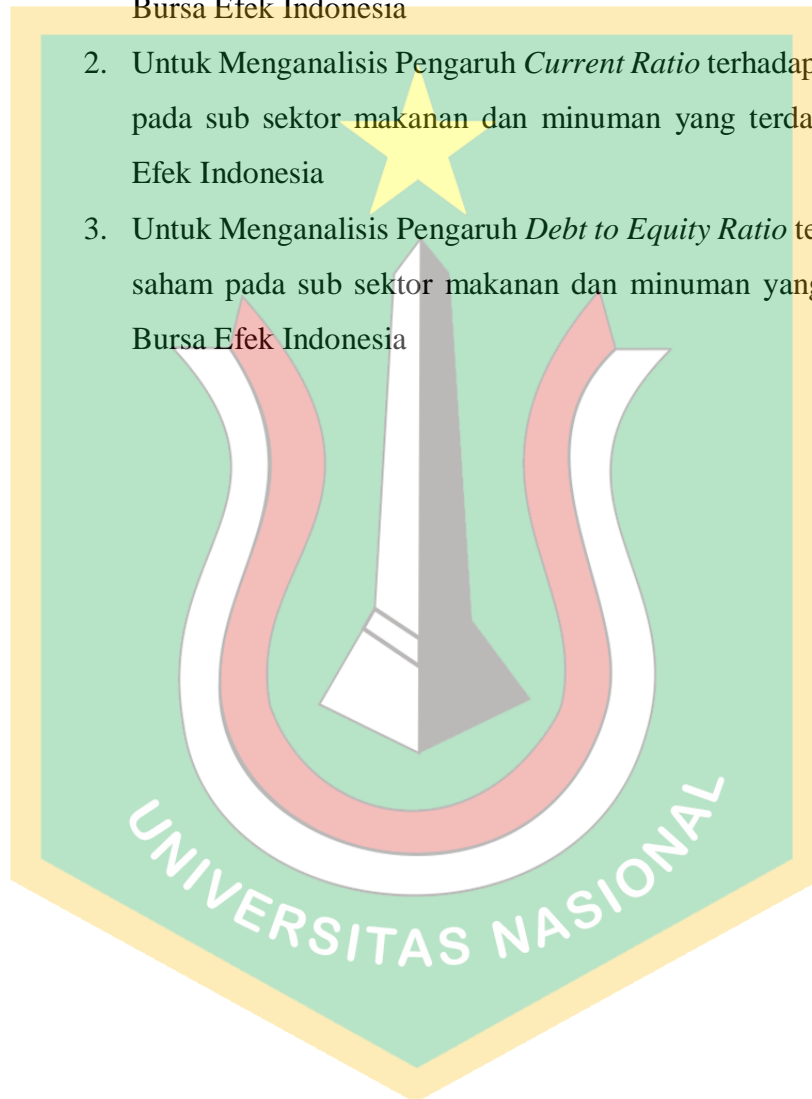 Bursa Efek Indonesia
2. Untuk Menganalisis Pengaruh Current Ratio terhadap
pada sub sektor makanan dan minuman yang terda
Efek Indonesia
3. Untuk Menganalisis Pengaruh Debt to Equity Ratio te
saham pada sub sektor makanan dan minuman yang
Bursa Efek Indonesia
UNIVERSITAS NASIONAL